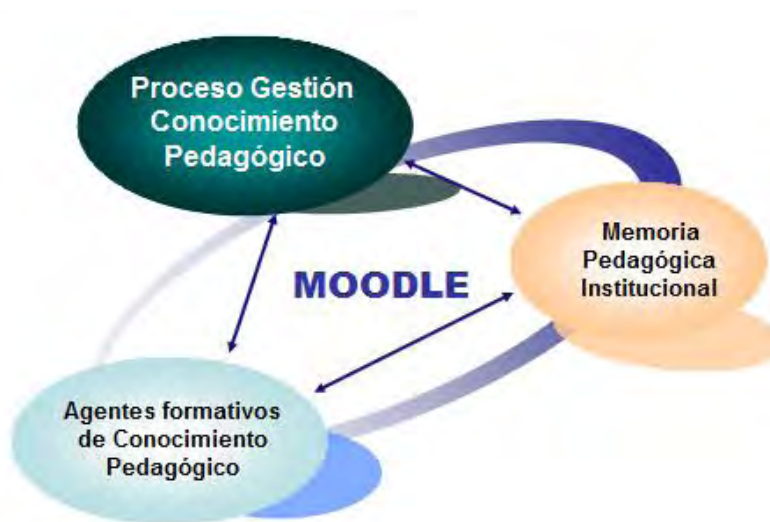 Proceso Gestión
Conocimiento
Pedagógico
Memoria
Pedagógica
Institucional
MOODLE
Agentes formativos
de Conocimiento
Pedagógico